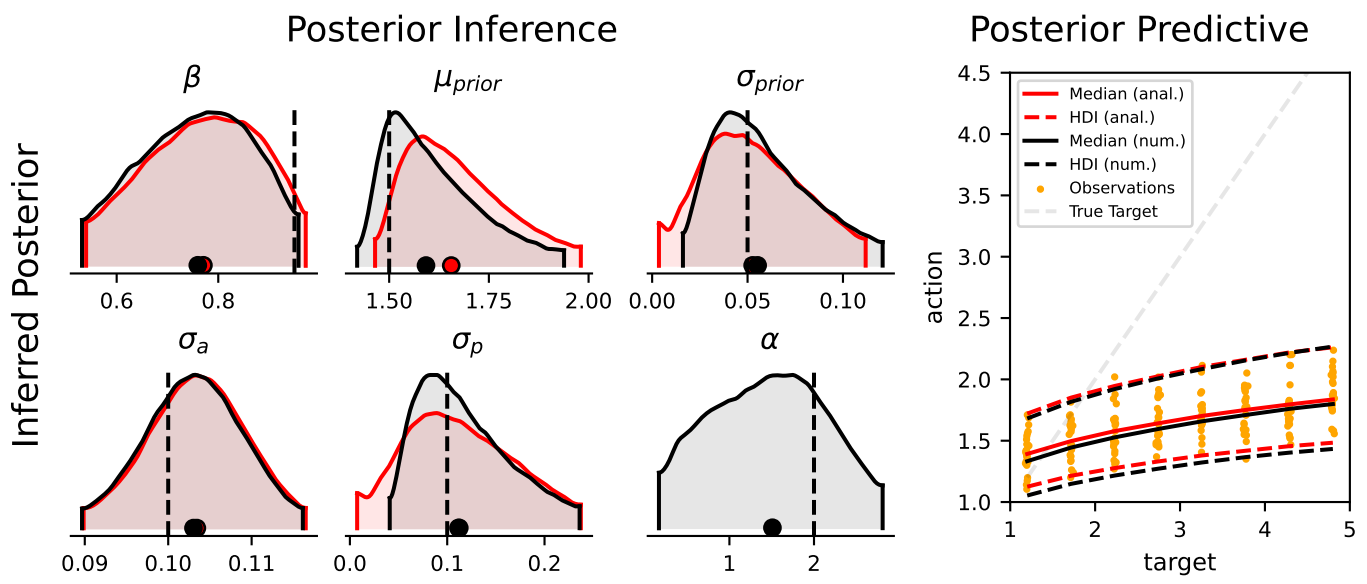 Posterior Inference
Posterior Predictive
Inferred Posterior
β
μprior
σprior
0.6 0.8
1.50 1.75 2.00
0.00 0.05 0.10
σa
σp
α
0.09 0.10 0.11
0.0 0.1 0.2
1 2
action
4.5
4.0
3.5
3.0
2.5
2.0
1.5
1.0
Median (anal.)
HDI (anal.)
Median (num.)
HDI (num.)
Observations
True Target
1 2 3 4 5
target